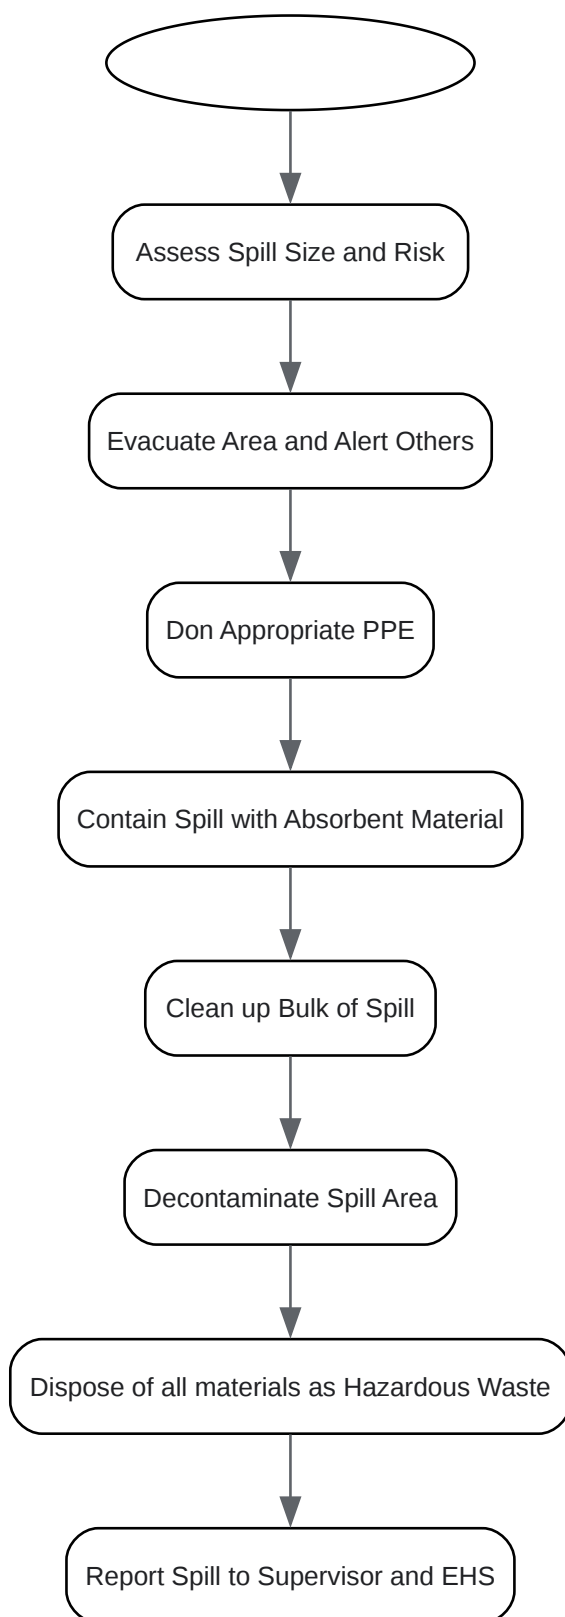 Assess Spill Size and Risk
Evacuate Area and Alert Others
Don Appropriate PPE
Contain Spill with Absorbent Material
Clean up Bulk of Spill
Decontaminate Spill Area
Dispose of all materials as Hazardous Waste
Report Spill to Supervisor and EHS